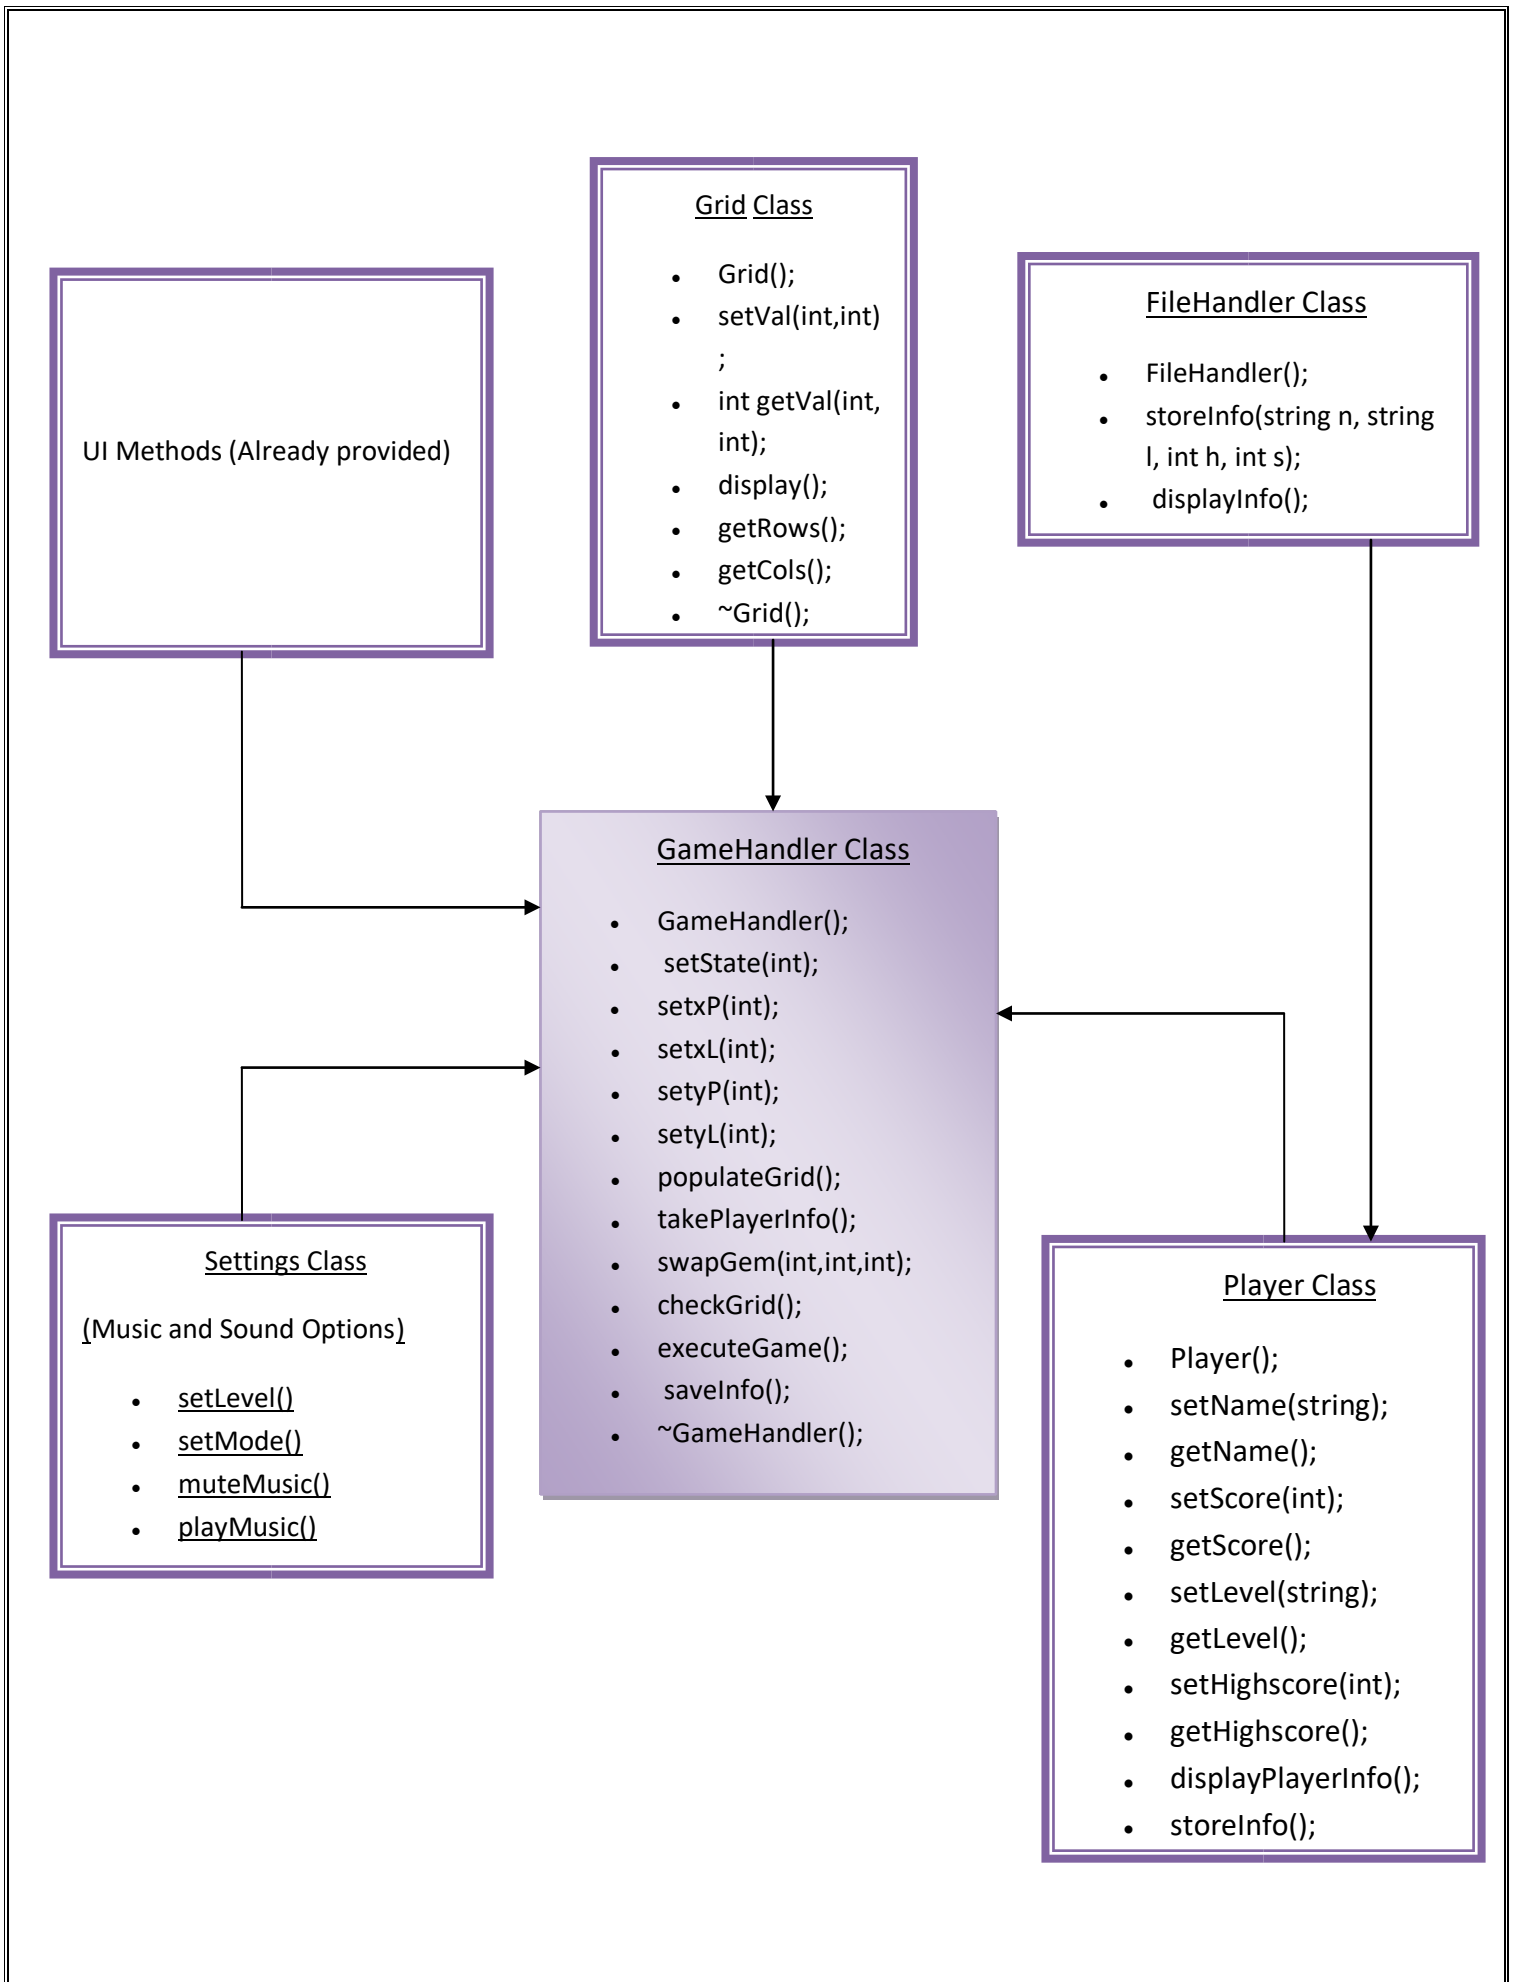 UI Methods (Already provided)
Grid Class
• Grid();
• setVal(int,int)
;
• int getVal(int,
int);
• display();
• getRows();
• getCols();
• ~Grid();
FileHandler Class
• FileHandler();
• storeInfo(string n, string
l, int h, int s);
• displayInfo();
GameHandler Class
• GameHandler();
• setState(int);
• setxP(int);
• setxL(int);
• setyP(int);
• setyL(int);
• populateGrid();
• takePlayerInfo();
• swapGem(int,int,int);
• checkGrid();
• executeGame();
• saveInfo();
• ~GameHandler();
Settings Class
(Music and Sound Options)
• setLevel()
• setMode()
• muteMusic()
• playMusic()
Player Class
• Player();
• setName(string);
• getName();
• setScore(int);
• getScore();
• setLevel(string);
• getLevel();
• setHighscore(int);
• getHighscore();
• displayPlayerInfo();
• storeInfo();